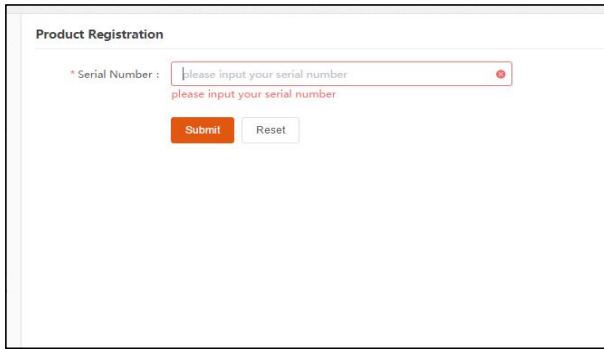 Product Registration
* Serial Number : please input your serial number
please input your serial number
Submit Reset